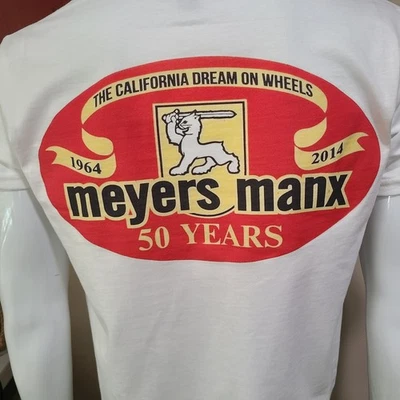 THE CALIFORNIA DREAM ON WHEELS
1964 2014
meyers manx
50 YEARS